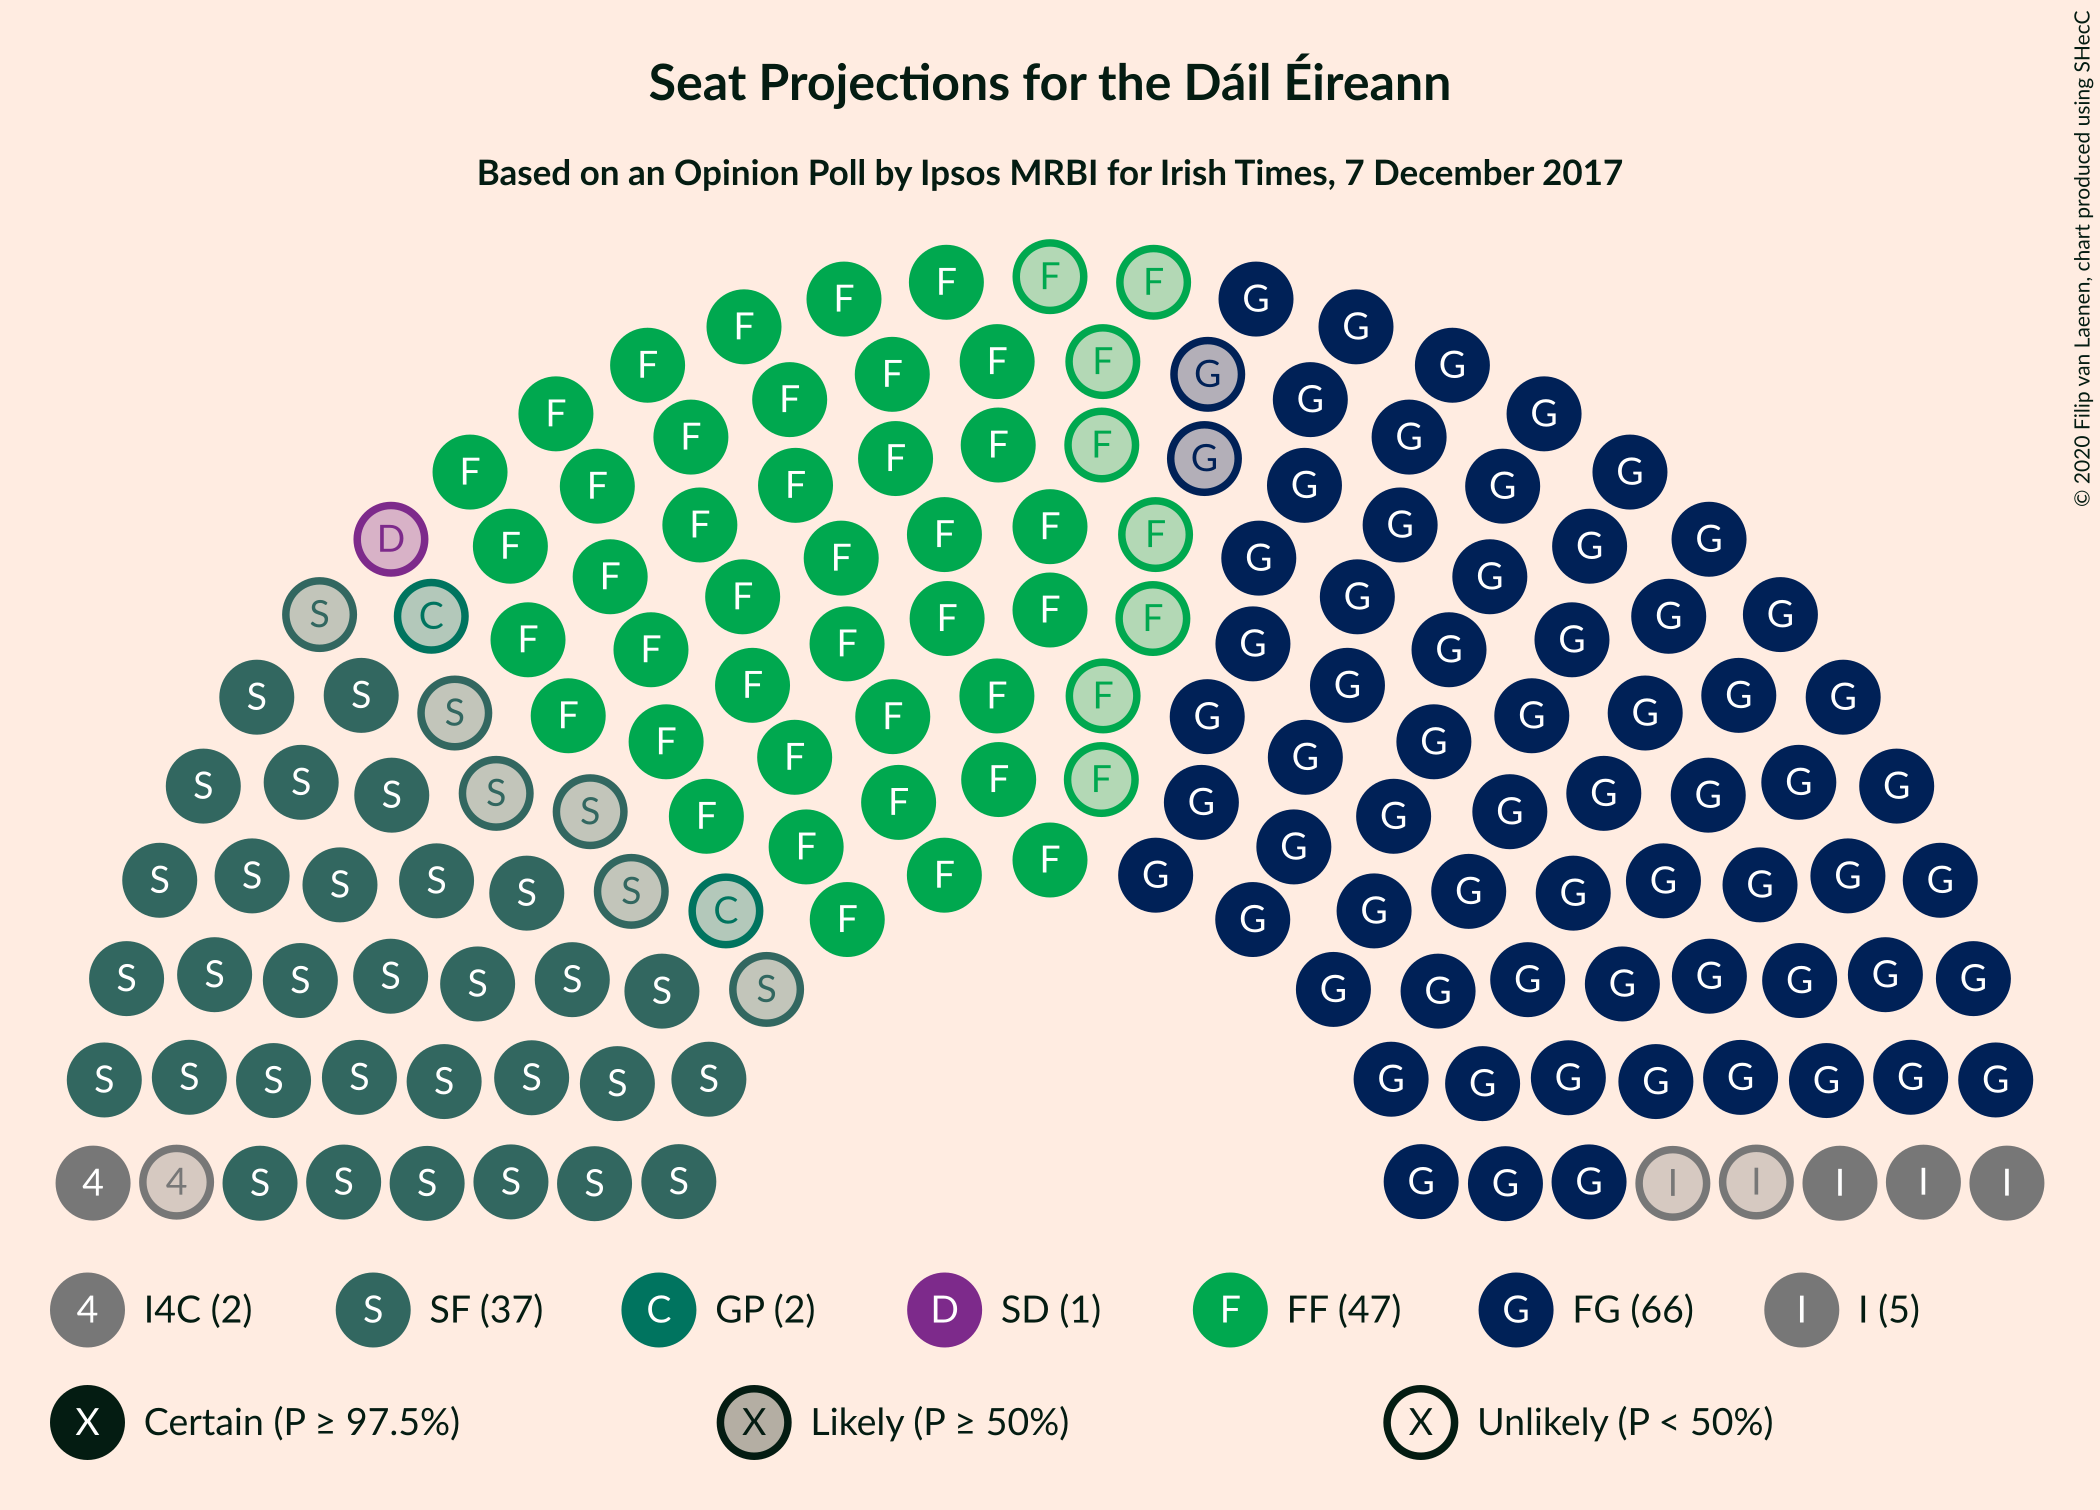 Seat Projections for the Dáil Éireann
Based on an Opinion Poll by Ipsos MRBI for Irish Times, 7 December 2017
© 2020 Filip van Laenen, chart produced using SHecC
F F F F G G
F F G G
F F F G
F F F G G
F F F G
F F G G
F F G G
D F F F F F G G G G
F F G G
S C F F F F F F G G G G G
F F G G
S S S F F F F F G G G G G G
F F G G
S S S S S F F F F G G G G G G G G
F F G G
S S S S S S C F F F G G G G G G G G G
S S S S S S S S G G G G G G G G
S S S S S S S S G G G G G G G G
4 4 S S S S S S G G G I I I I I
4 I4C (2) S SF (37) C GP (2) D SD (1) F FF (47) G FG (66) I I (5)
X Certain (P ≥ 97.5%) X Likely (P ≥ 50%) X Unlikely (P < 50%)